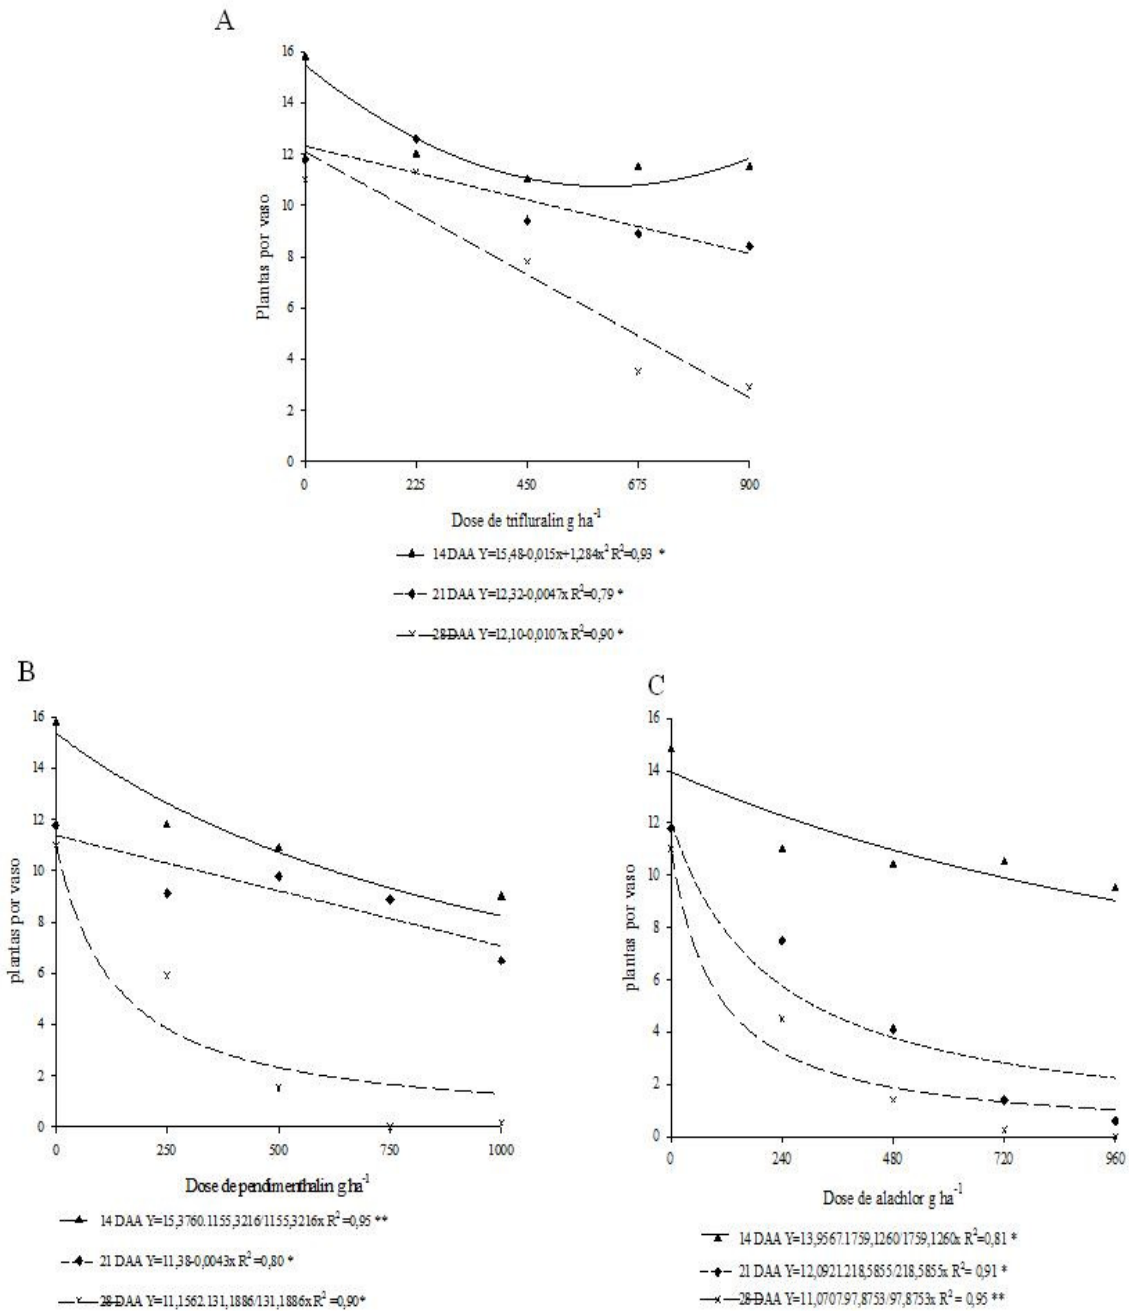 A
Plantas por vaso
16
14
12
10
8
6
4
2
0
0 225 450 675 900
Dose de trifluralin g ha-1
14 DAA Y=15,48-0,015x+1,284x2 R2=0,93 *
21 DAA Y=12,32-0,0047x R2=0,79 *
28 DAA Y=12,10-0,0107x R2=0,90 *
B
plantas por vaso
16
14
12
10
8
6
4
2
0
0 250 500 750 1000
Dose de pendimenthalin g ha-1
14 DAA Y=15,3760.1155,3216/1155,3216x R2=0,95 **
21 DAA Y=11,38-0,0043x R2=0,80 *
28 DAA Y=11,1562.131,1886/131,1886x R2=0,90*
C
plantas por vaso
16
14
12
10
8
6
4
2
0
0 240 480 720 960
Dose de alachlor g ha-1
14 DAA Y=13,9567.1759,1260/1759,1260x R2=0,81 *
21 DAA Y=12,0921.218,5855/218,5855x R2= 0,91 *
28 DAA Y=11,0707.97,8753/97,8753x R2= 0,95 **